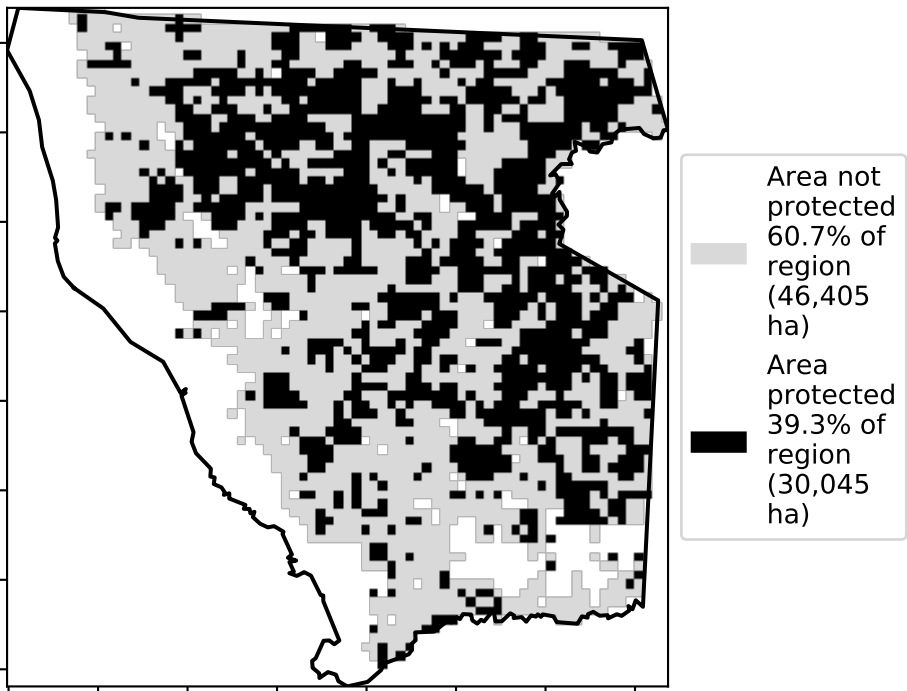 Area not
protected
60.7% of
region
(46,405
ha)
Area
protected
39.3% of
region
(30,045
ha)